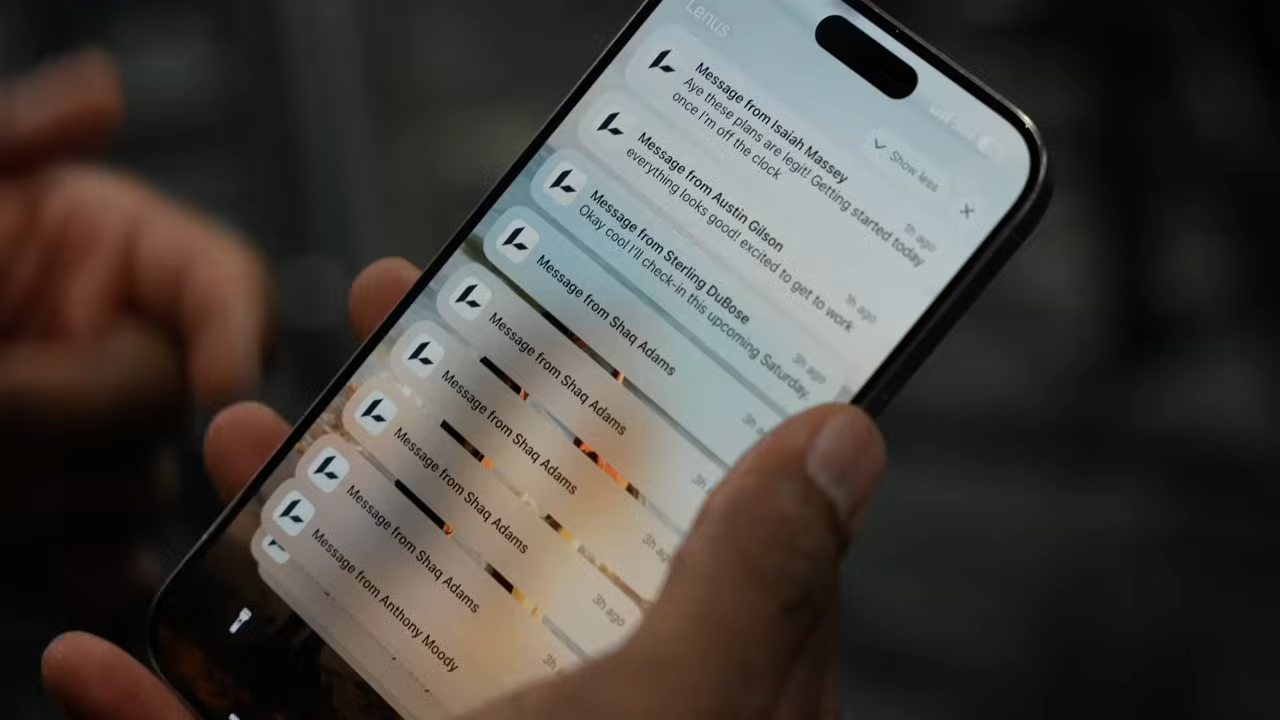 Lenus
Show less
Message from Isaiah Massey
1h ago
Aye these plans are legit! Getting started today
once I'm off the clock
Message from Austin Gilson
1h ago
everything looks good! excited to get to work
Message from Sterling DuBose
3h ago
Okay cool I'll check-in this upcoming Saturday.
Message from Shaq Adams
3h ago
Message from Shaq Adams
3h ago
Message from Shaq Adams
3h ago
Message from Shaq Adams
3h ago
Message from Shaq Adams
3h
Message from Anthony Moody